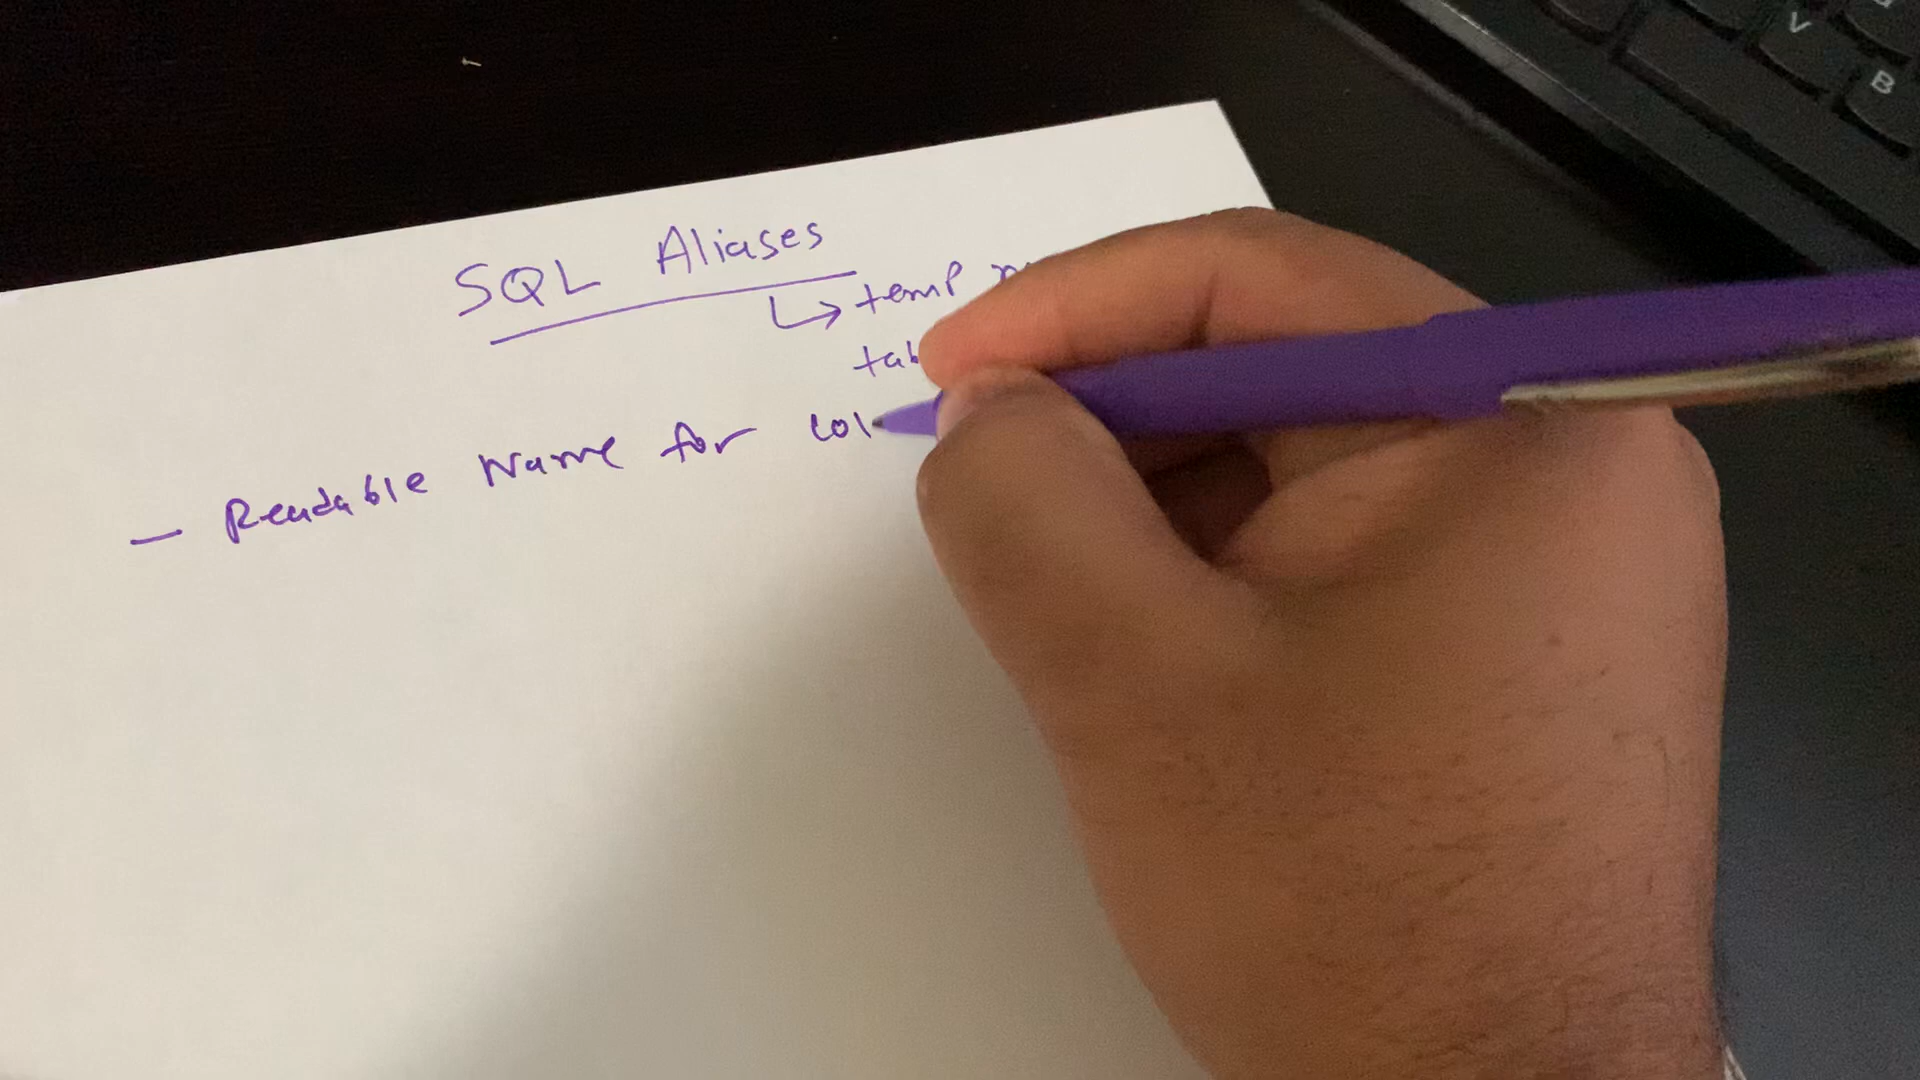 SQL Aliases
temp
tab
- Readable Name for col
V
B